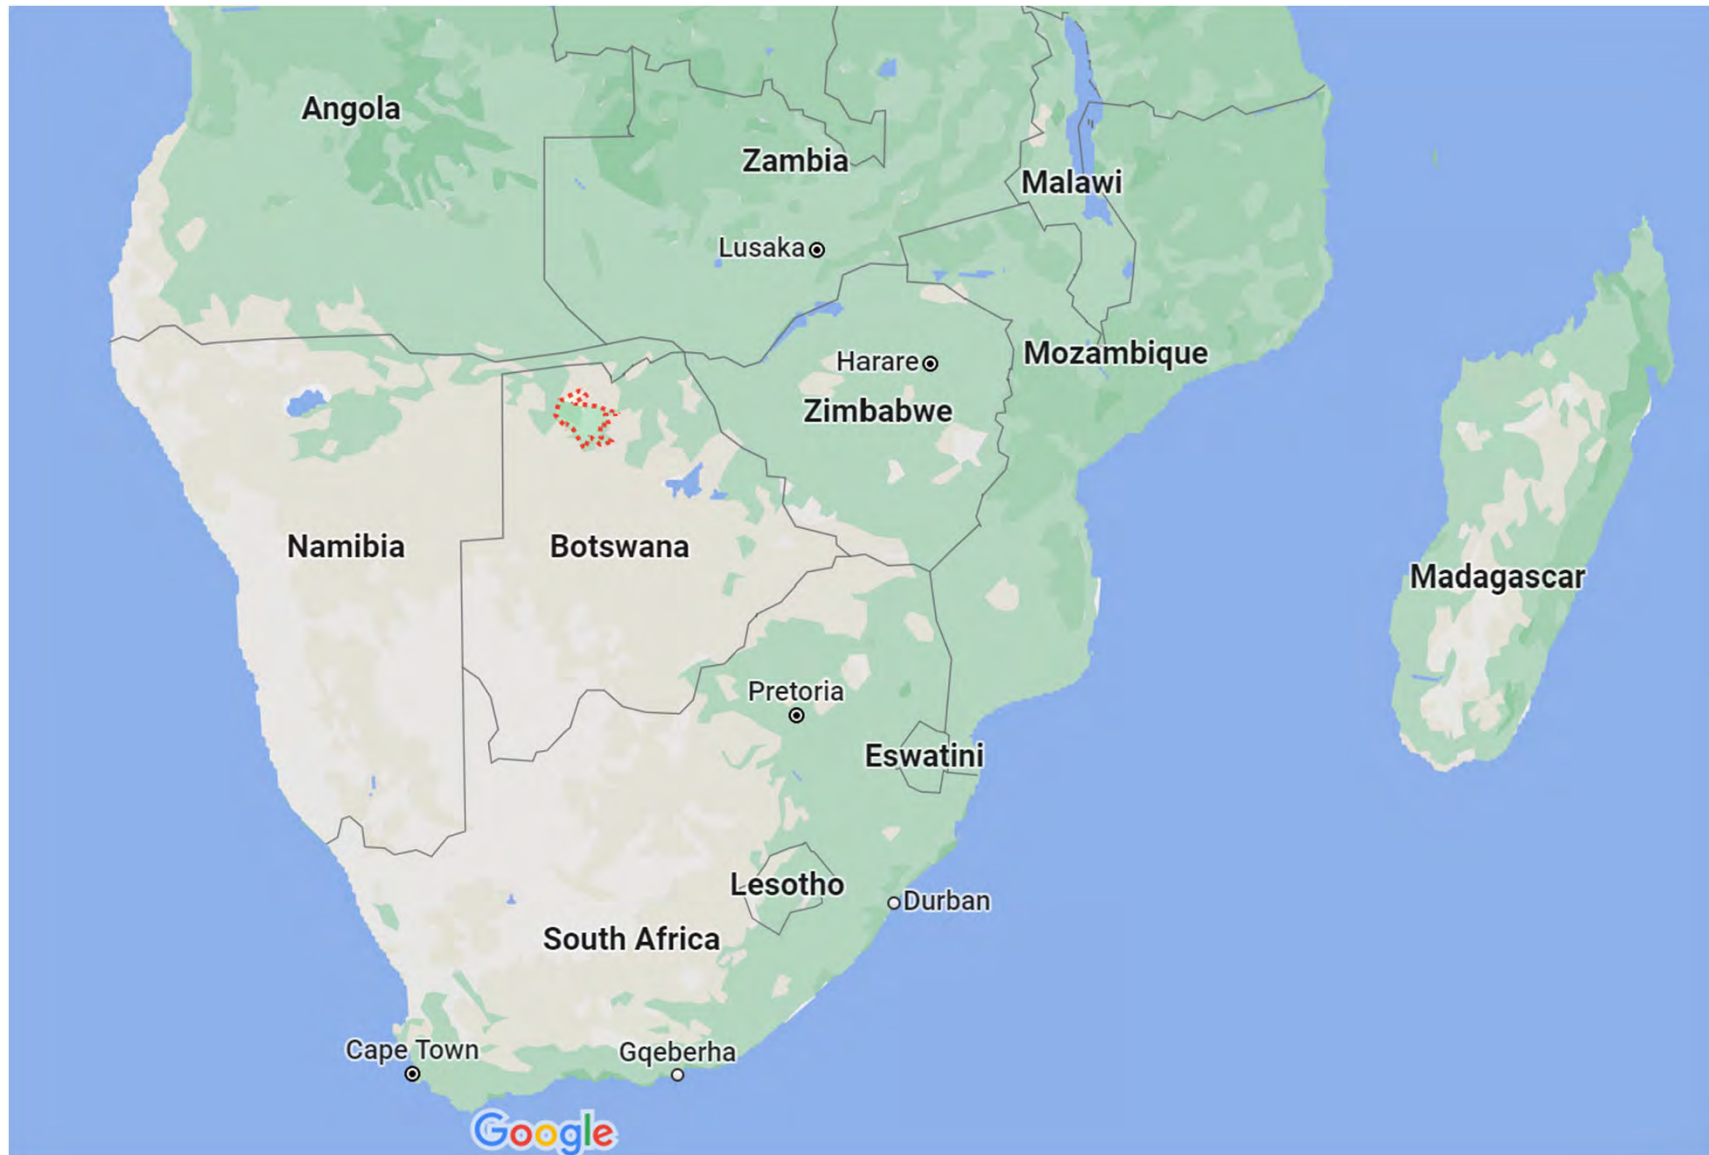 Angola
Zambia
Malawi
Lusaka
Mozambique
Harare
Zimbabwe
Namibia
Botswana
Madagascar
Pretoria
Eswatini
Lesotho
Durban
South Africa
Cape Town
Gqeberha
Google